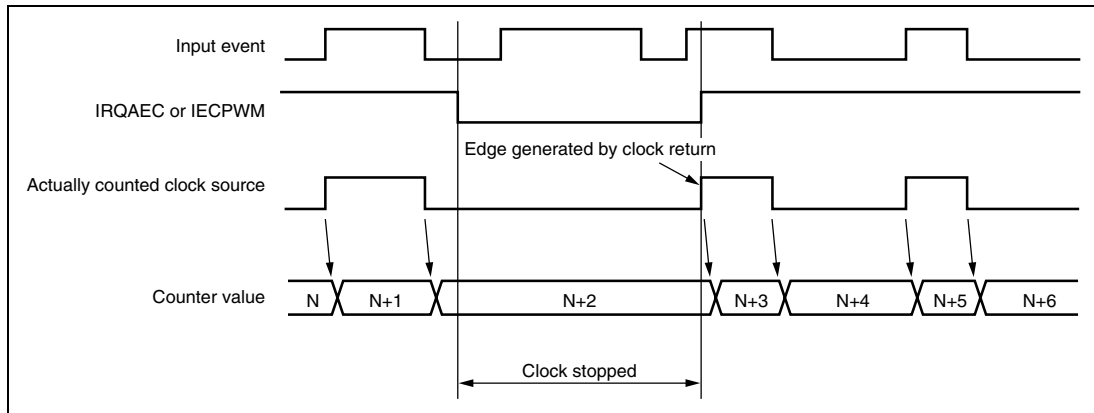 Input event
IRQAEC or IECPWM
Edge generated by clock return
Actually counted clock source
Counter value
N N+1 N+2 N+3 N+4 N+5 N+6
Clock stopped